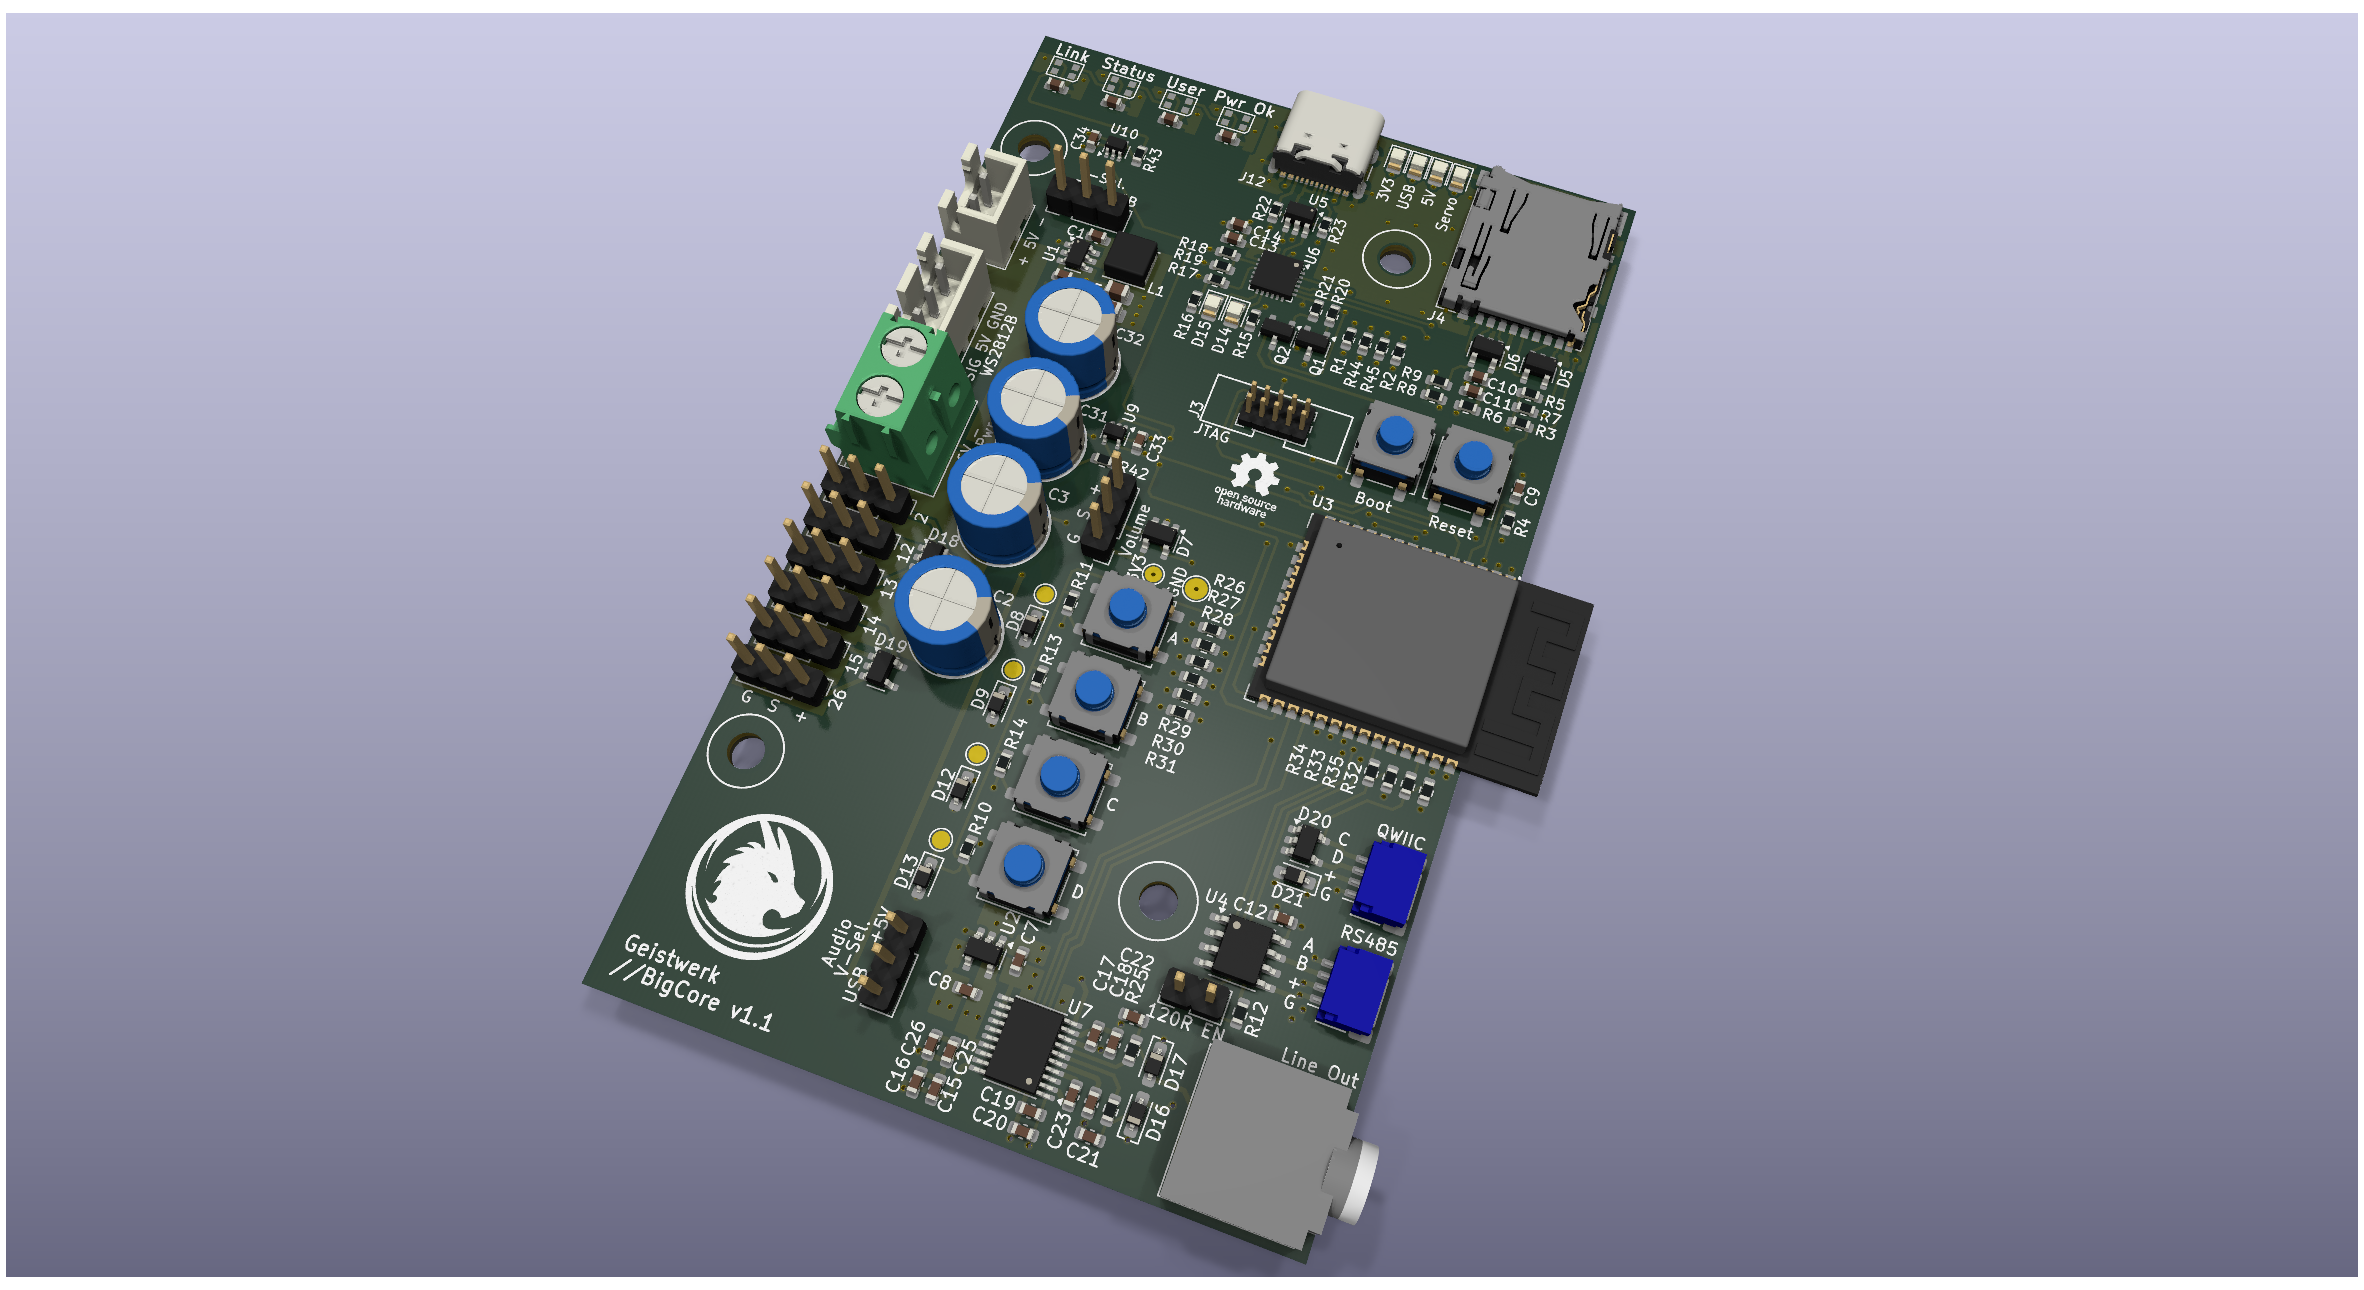 Link
Status
User
Pwr Ok
C34
U10
R43
J12
3V3
USB
5V
Servo
U5
R22
R23
C14
C13
U6
R18
R19
R17
U1
C1
L1
+ 5V -
SIG 5V GND
WS2812B
C32
R16
D15
D14
R15
Q2
Q1
R21
R20
R1
R44
R45
R2
R9
R8
J4
D6
D5
C10
C11
R6
R5
R7
R3
J3
JTAG
open source
hardware
Boot
Reset
C9
R4
U3
C31
U9
C33
R42
C3
+
S
G
Volume
D7
3V3
GND
R26
R27
R28
R11
C2
D8
A
R13
D9
B
R29
R30
R31
R14
D12
C
R10
D13
D
2
12
13
14
15
26
D18
D19
G S +
R34
R33
R35
R32
D20
D21
C
D
+
G
QWIIC
U4
C12
RS485
A
B
+
G
C22
C17
C18
R25
120R EN
R12
Line Out
U2
C7
C8
Audio
V-Sel.
USB
+5V
U7
C26
C16
C25
C15
C19
C20
C23
C21
D17
D16
Geistwerk
//BigCore v1.1